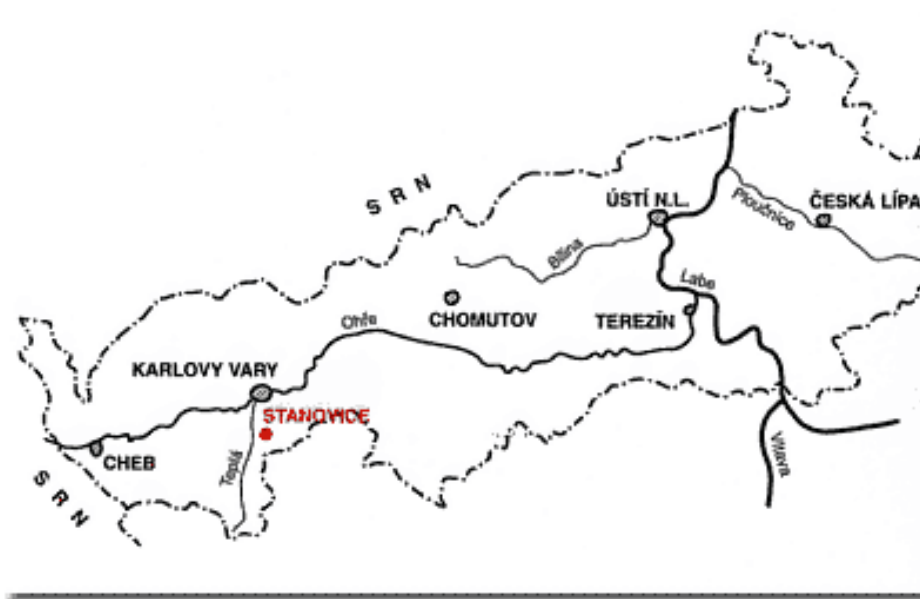 SRN
ÚSTÍ N.L.
Ploučnice
ČESKÁ LÍPA
Bílina
Labe
CHOMUTOV
TEREZÍN
Ohře
KARLOVY VARY
STANOVICE
Teplá
CHEB
SRN
Vltava